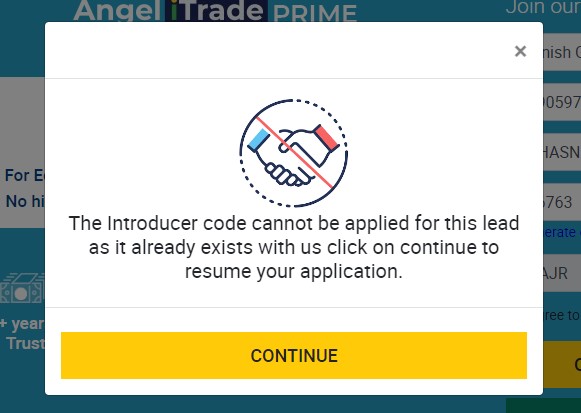 Angel iTrade PRIME
Join our
×
nish
0597
HASN
6763
erate
AJR
ree to
For E
No hi
+ year
Trust
The Introducer code cannot be applied for this lead
as it already exists with us click on continue to
resume your application.
CONTINUE